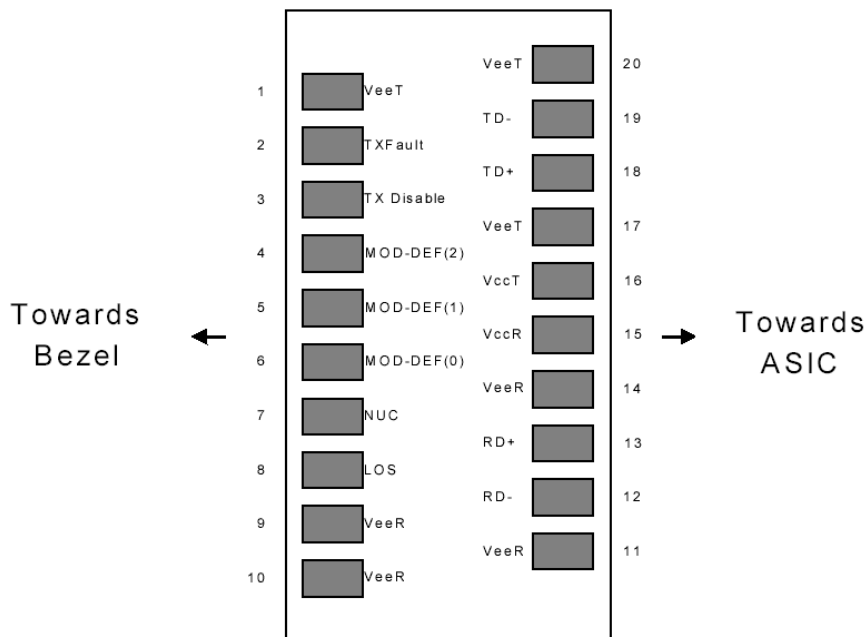 VeeT 20
1 VeeT
TD- 19
2 TXFault
TD+ 18
3 TX Disable
VeeT 17
4 MOD-DEF(2)
VccT 16
5 MOD-DEF(1)
Towards
Bezel
VccR 15
Towards
ASIC
6 MOD-DEF(0)
VeeR 14
7 NUC
RD+ 13
8 LOS
RD- 12
9 VeeR
VeeR 11
10 VeeR